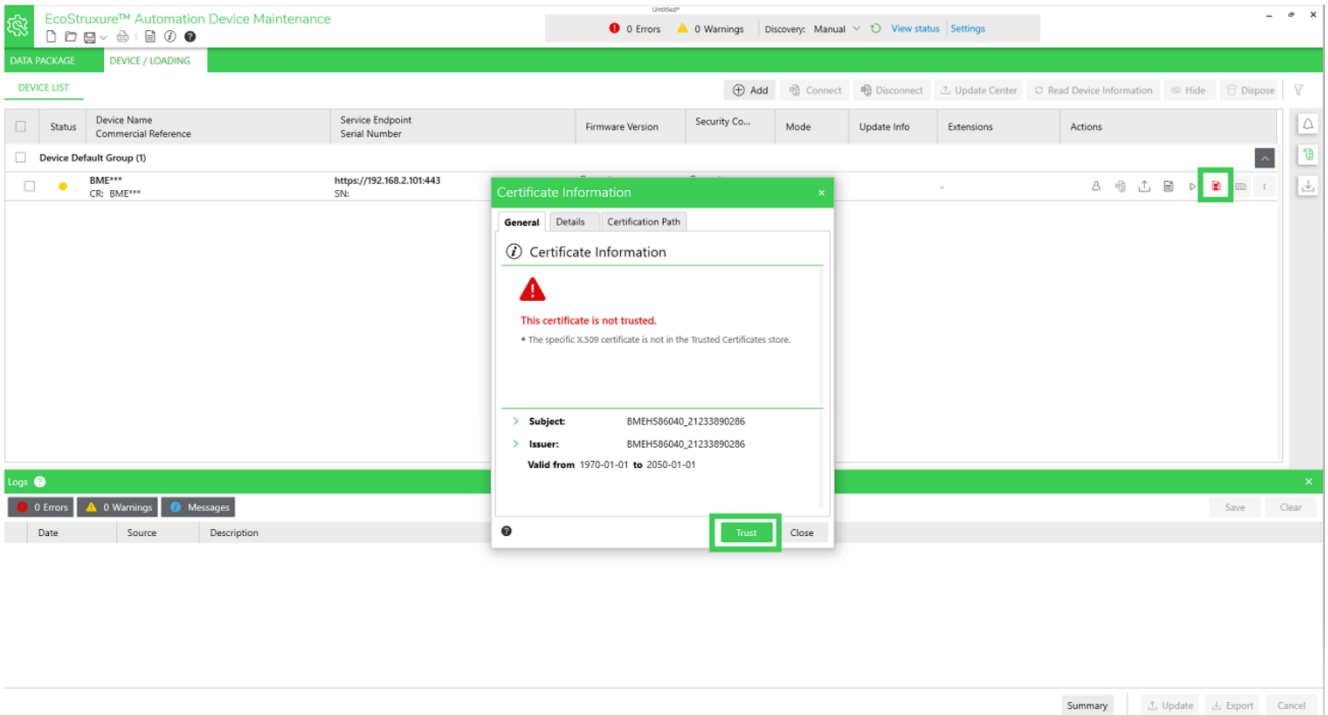 Untitled*
EcoStruxure™ Automation Device Maintenance
0 Errors 0 Warnings Discovery: Manual View status Settings
DATA PACKAGE DEVICE / LOADING
DEVICE LIST
Add Connect Disconnect Update Center Read Device Information Hide Dispose
Status Device Name Service Endpoint Firmware Version Security Co... Mode Update Info Extensions Actions
Commercial Reference Serial Number
Device Default Group (1)
BME*** https://192.168.2.101:443 -
CR: BME*** SN:
Certificate Information
General Details Certification Path
Certificate Information
This certificate is not trusted.
• The specific X.509 certificate is not in the Trusted Certificates store.
Subject: BMEH586040_21233890286
Issuer: BMEH586040_21233890286
Valid from 1970-01-01 to 2050-01-01
Trust Close
Logs
0 Errors 0 Warnings Messages Save Clear
Date Source Description
Summary Update Export Cancel